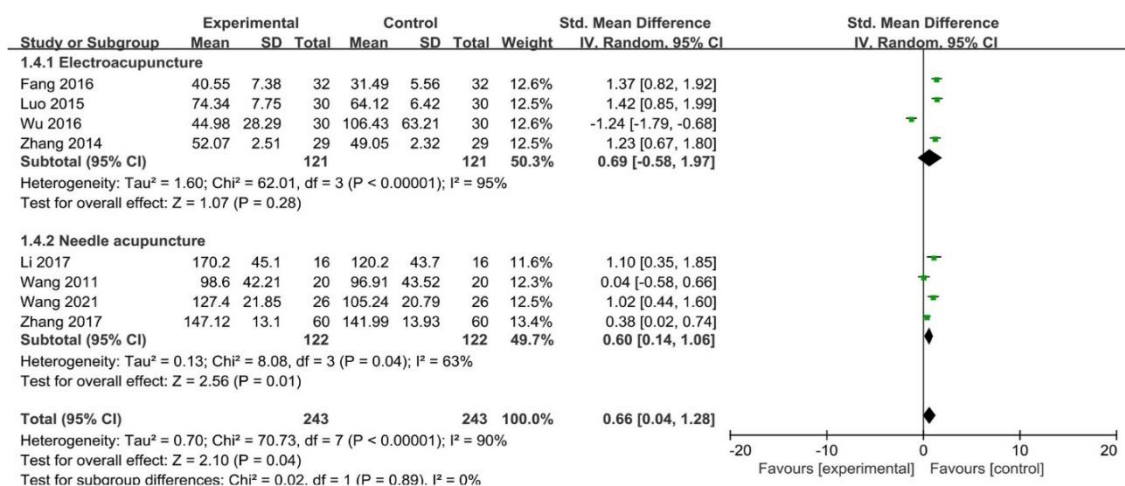 Experimental Control Std. Mean Difference Std. Mean Difference
Study or Subgroup Mean SD Total Mean SD Total Weight IV, Random, 95% CI IV, Random, 95% CI
1.4.1 Electroacupuncture
Fang 2016 40.55 7.38 32 31.49 5.56 32 12.6% 1.37 [0.82, 1.92]
Luo 2015 74.34 7.75 30 64.12 6.42 30 12.5% 1.42 [0.85, 1.99]
Wu 2016 44.98 28.29 30 106.43 63.21 30 12.6% -1.24 [-1.79, -0.68]
Zhang 2014 52.07 2.51 29 49.05 2.32 29 12.5% 1.23 [0.67, 1.80]
Subtotal (95% CI) 121 121 50.3% 0.69 [-0.58, 1.97]
Heterogeneity: Tau² = 1.60; Chi² = 62.01, df = 3 (P < 0.00001); I² = 95%
Test for overall effect: Z = 1.07 (P = 0.28)
1.4.2 Needle acupuncture
Li 2017 170.2 45.1 16 120.2 43.7 16 11.6% 1.10 [0.35, 1.85]
Wang 2011 98.6 42.21 20 96.91 43.52 20 12.3% 0.04 [-0.58, 0.66]
Wang 2021 127.4 21.85 26 105.24 20.79 26 12.5% 1.02 [0.44, 1.60]
Zhang 2017 147.12 13.1 60 141.99 13.93 60 13.4% 0.38 [0.02, 0.74]
Subtotal (95% CI) 122 122 49.7% 0.60 [0.14, 1.06]
Heterogeneity: Tau² = 0.13; Chi² = 8.08, df = 3 (P = 0.04); I² = 63%
Test for overall effect: Z = 2.56 (P = 0.01)
Total (95% CI) 243 243 100.0% 0.66 [0.04, 1.28]
Heterogeneity: Tau² = 0.70; Chi² = 70.73, df = 7 (P < 0.00001); I² = 90%
Test for overall effect: Z = 2.10 (P = 0.04)
Test for subgroup differences: Chi² = 0.02, df = 1 (P = 0.89), I² = 0%
-20 -10 0 10 20
Favours [experimental] Favours [control]